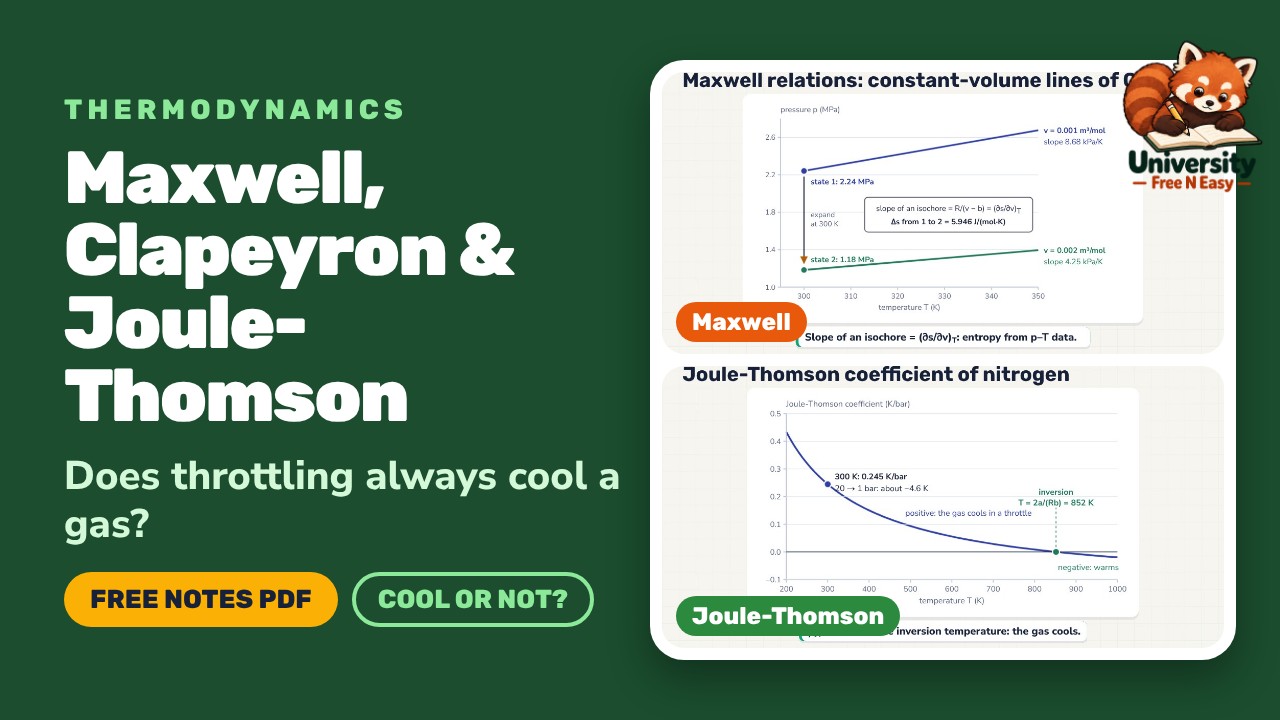 THERMODYNAMICS
Maxwell,
Clapeyron &
Joule-
Thomson
Does throttling always cool a
gas?
FREE NOTES PDF
COOL OR NOT?
Maxwell relations: constant-volume lines of
pressure p (MPa)
2.6
2.2
1.8
1.4
1.0
300
310
320
330
340
350
temperature T (K)
v = 0.001 m³/mol
slope 8.68 kPa/K
state 1: 2.24 MPa
expand
at 300 K
slope of an isochore = R/(v − b) = (∂s/∂v)T
Δs from 1 to 2 = 5.946 J/(mol·K)
state 2: 1.18 MPa
v = 0.002 m³/mol
slope 4.25 kPa/K
Maxwell
Slope of an isochore = (∂s/∂v)T: entropy from p–T data.
University
Free N Easy
Joule-Thomson coefficient of nitrogen
Joule-Thomson coefficient (K/bar)
0.5
0.4
0.3
0.2
0.1
0.0
−0.1
200
300
400
500
600
700
800
900
1000
temperature T (K)
300 K: 0.245 K/bar
20 → 1 bar: about −4.6 K
positive: the gas cools in a throttle
inversion
T = 2a/(Rb) = 852 K
negative: warms
Joule-Thomson
inversion temperature: the gas cools.